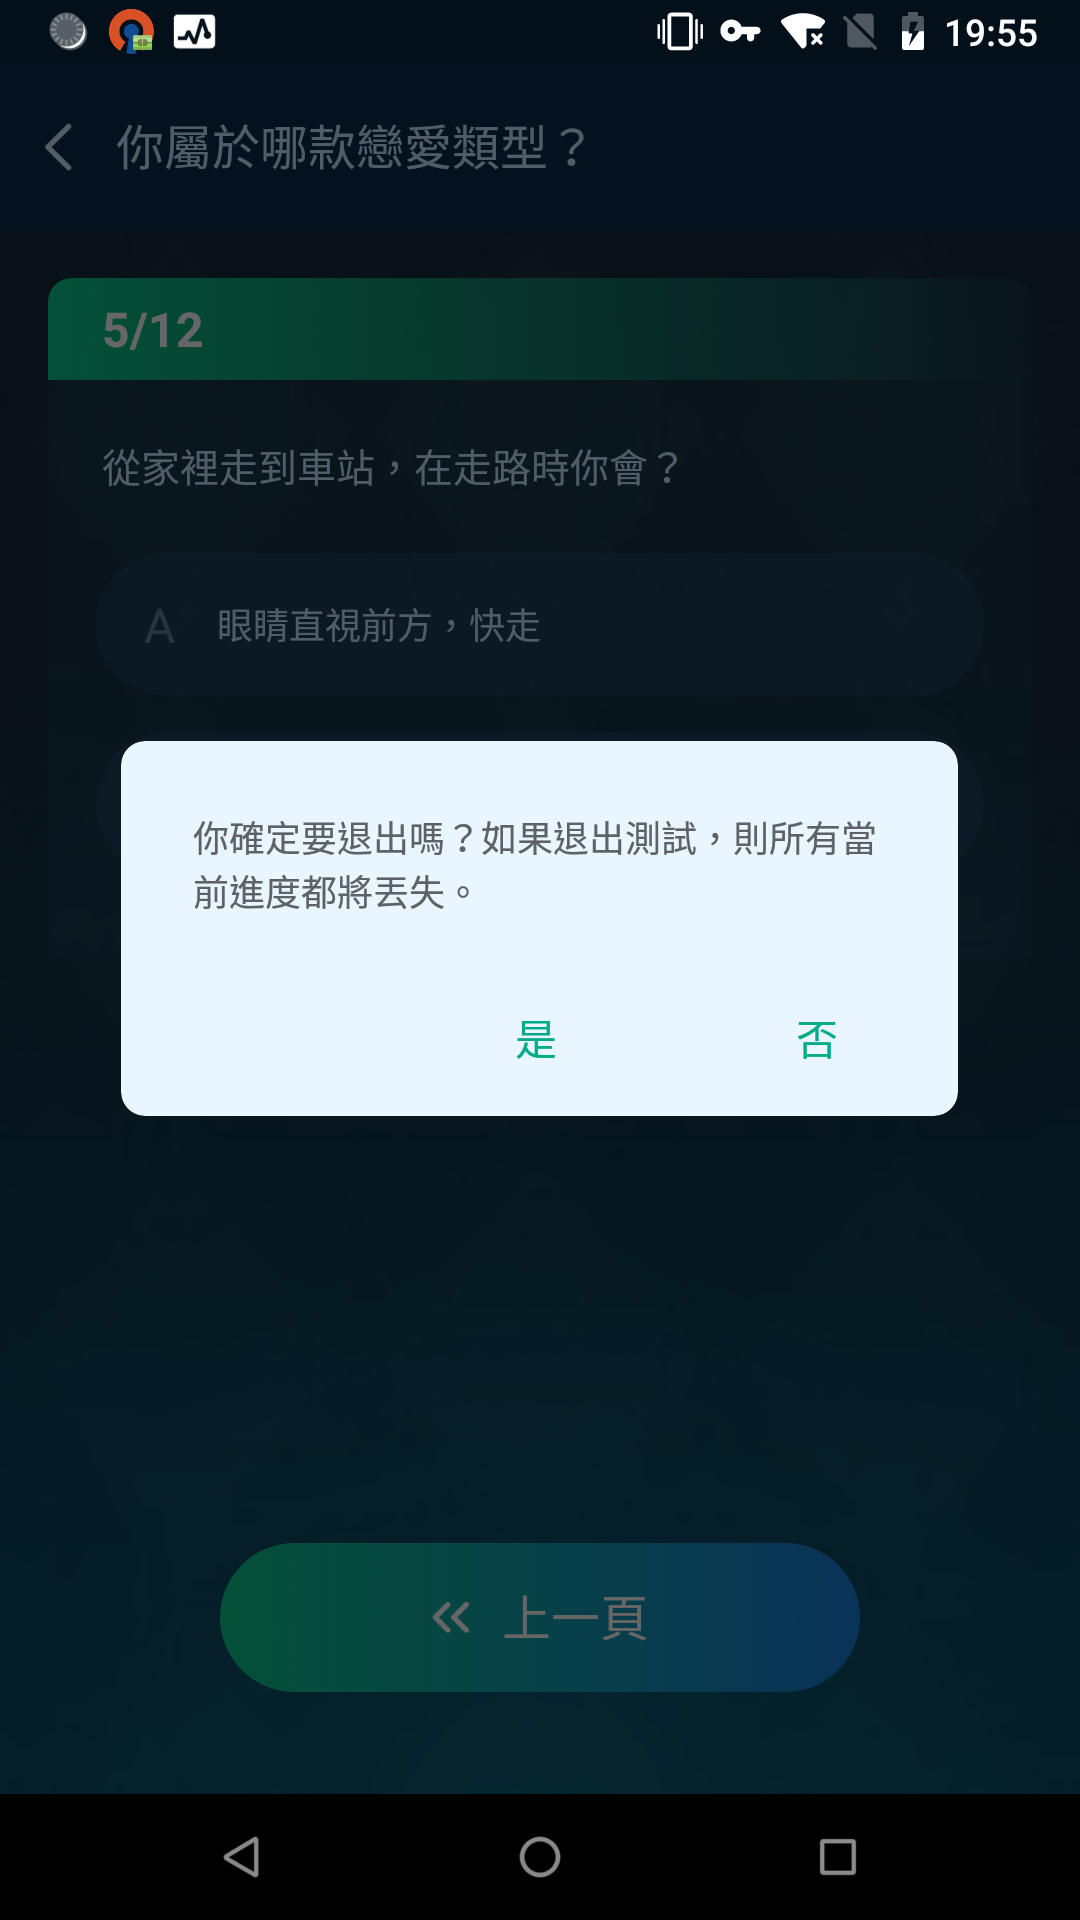 19:55
你屬於哪款戀愛類型？
5/12
從家裡走到車站，在走路時你會？
A 眼睛直視前方，快走
你確定要退出嗎？如果退出測試，則所有當
前進度都將丟失。
是 否
上一頁